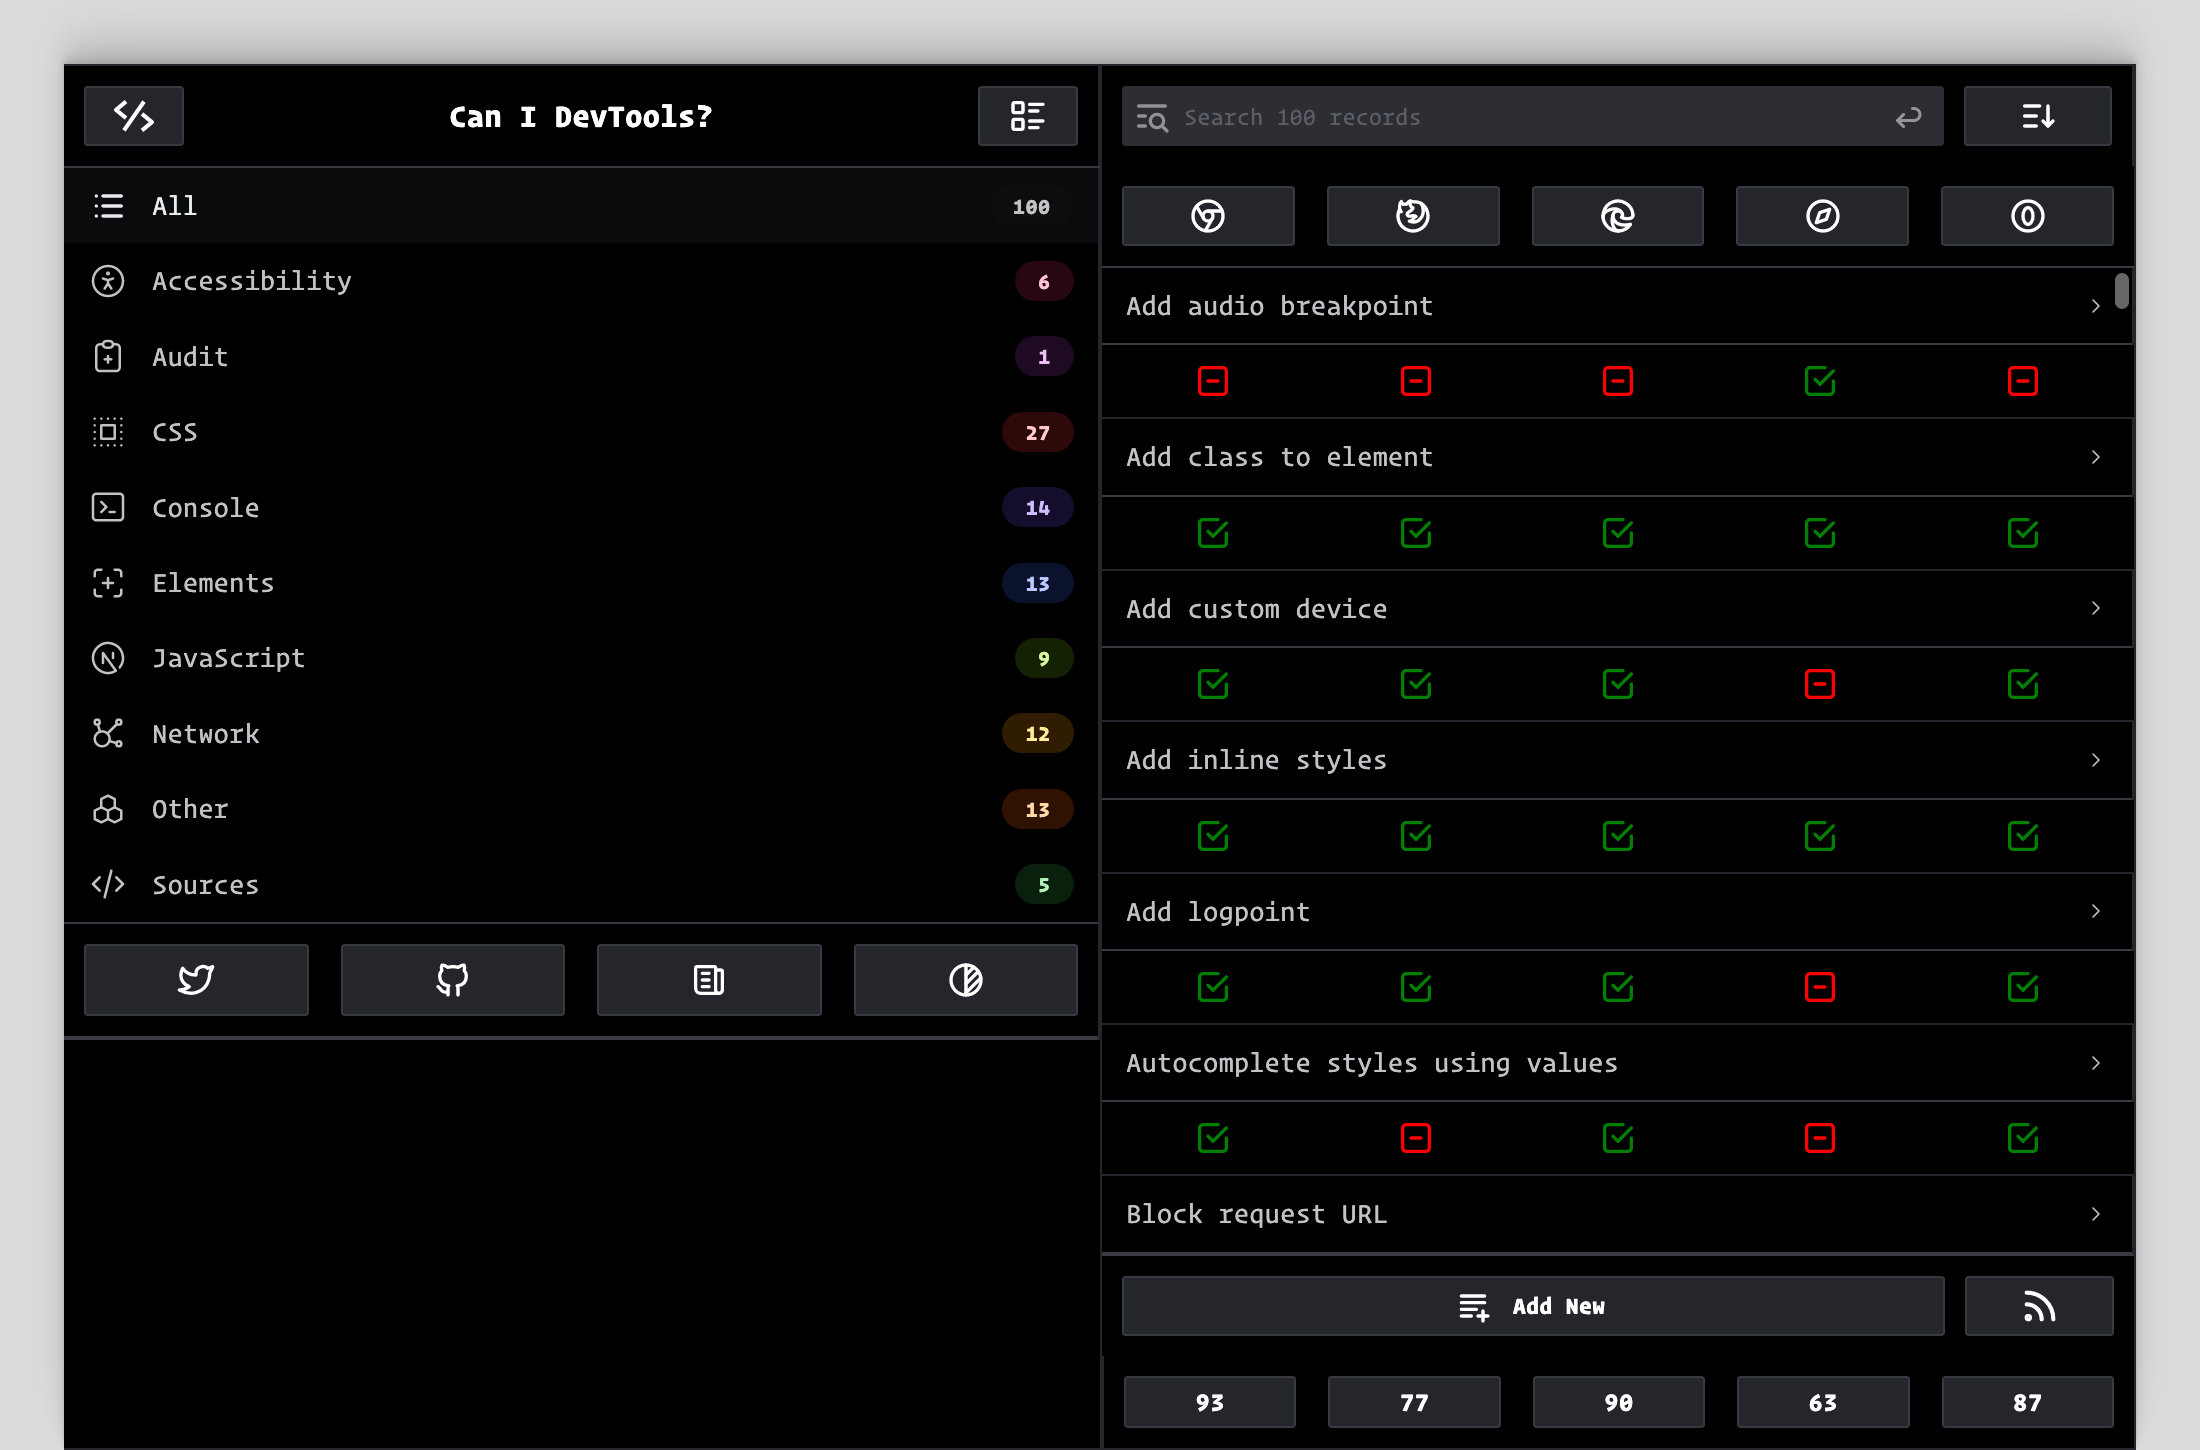 Can I DevTools?
All 100
Accessibility 6
Audit 1
CSS 27
Console 14
Elements 13
JavaScript 9
Network 12
Other 13
Sources 5
Search 100 records
Add audio breakpoint
Add class to element
Add custom device
Add inline styles
Add logpoint
Autocomplete styles using values
Block request URL
Add New
93 77 90 63 87